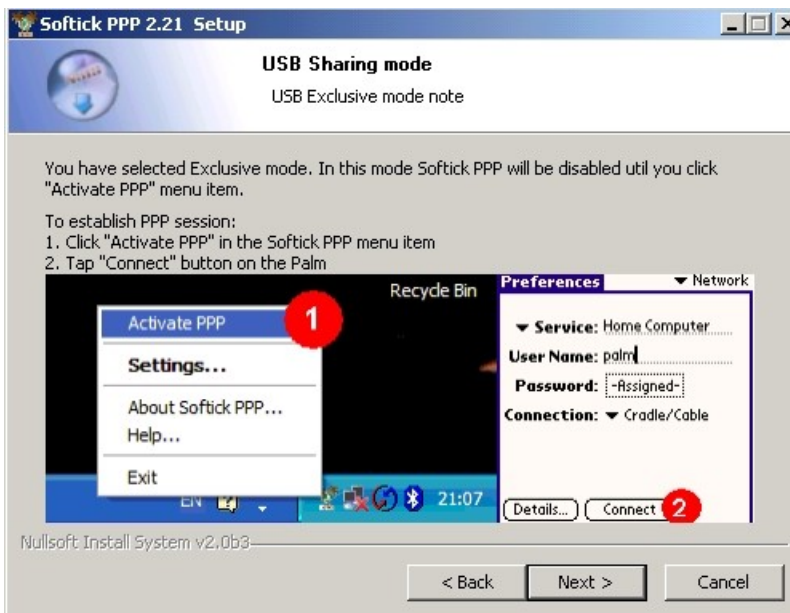 Softick PPP 2.21 Setup
USB Sharing mode
USB Exclusive mode note
You have selected Exclusive mode. In this mode Softick PPP will be disabled util you click
"Activate PPP" menu item.
To establish PPP session:
1. Click "Activate PPP" in the Softick PPP menu item
2. Tap "Connect" button on the Palm
Recycle Bin
Activate PPP
1
Settings...
About Softick PPP...
Help...
Exit
EN
21:07
Preferences
Network
Service: Home Computer
User Name: palm
Password: -Assigned-
Connection: Cradle/Cable
Details... Connect 2
Nullsoft Install System v2.0b3
< Back Next > Cancel